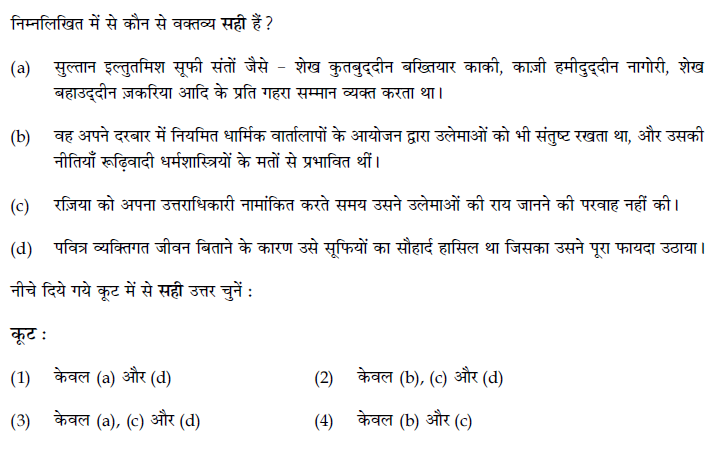 निम्नलिखित में से कौन से वक्तव्य सही हैं ?
(a) सुल्तान इल्तुतमिश सूफी संतों जैसे – शेख कुतबुद्‌दीन बख्तियार काकी, काज़ी हमीदुद्‌दीन नागोरी, शेख
बहाउद्‌दीन ज़करिया आदि के प्रति गहरा सम्मान व्यक्त करता था।
(b) वह अपने दरबार में नियमित धार्मिक वार्तालापों के आयोजन द्वारा उलेमाओं को भी संतुष्ट रखता था, और उसकी
नीतियाँ रूढ़िवादी धर्मशास्त्रियों के मतों से प्रभावित थीं।
(c) रज़िया को अपना उत्तराधिकारी नामांकित करते समय उसने उलेमाओं की राय जानने की परवाह नहीं की।
(d) पवित्र व्यक्तिगत जीवन बिताने के कारण उसे सूफियों का सौहार्द हासिल था जिसका उसने पूरा फायदा उठाया।
नीचे दिये गये कूट में से सही उत्तर चुनें :
कूट :
(1) केवल (a) और (d) (2) केवल (b), (c) और (d)
(3) केवल (a), (c) और (d) (4) केवल (b) और (c)